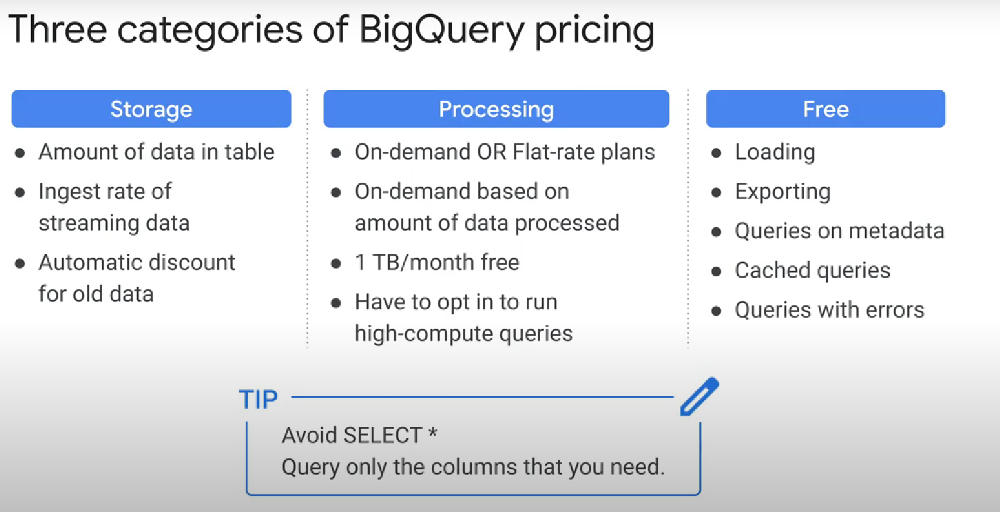 Three categories of BigQuery pricing
Storage
Amount of data in table
Ingest rate of
streaming data
Automatic discount
for old data
Processing
On-demand OR Flat-rate plans
On-demand based on
amount of data processed
1 TB/month free
Have to opt in to run
high-compute queries
Free
Loading
Exporting
Queries on metadata
Cached queries
Queries with errors
TIP
Avoid SELECT *
Query only the columns that you need.